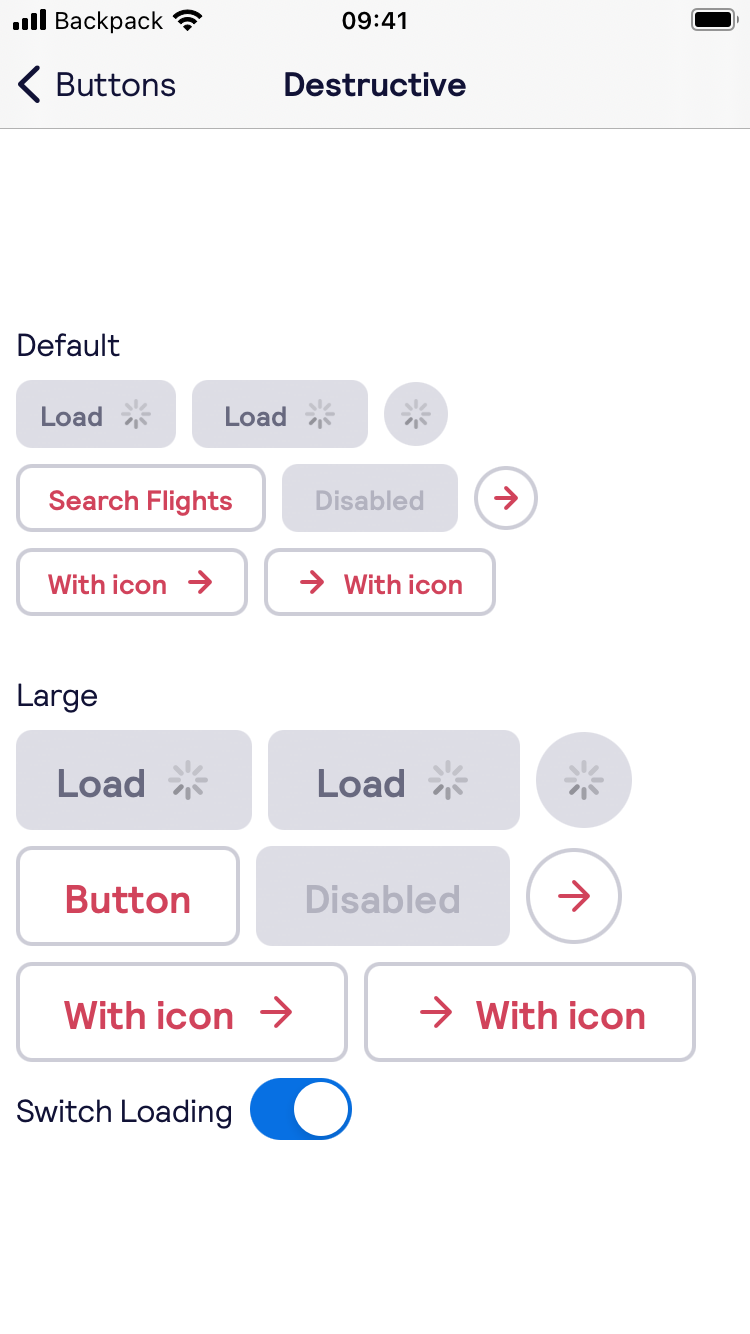 Backpack 09:41
Buttons Destructive
Default
Load Load
Search Flights Disabled
With icon With icon
Large
Load Load
Button Disabled
With icon With icon
Switch Loading